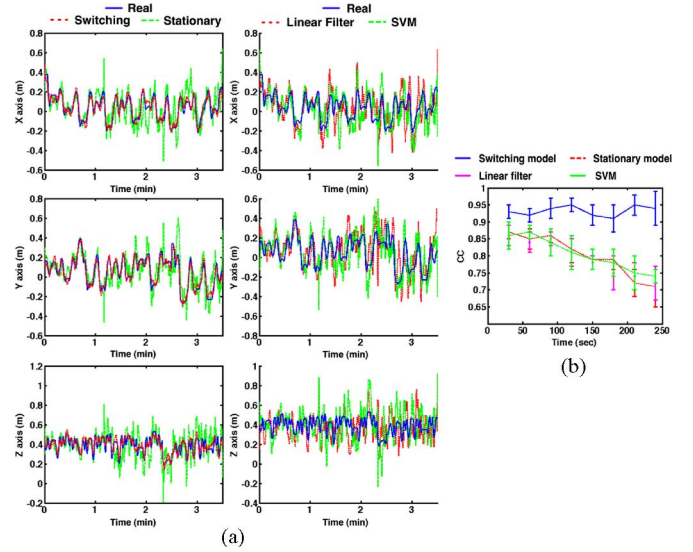 Real
Switching Stationary
Real
Linear Filter SVM
X axis (m)
0.8
0.6
0.4
0.2
0
-0.2
-0.4
-0.6
0 1 2 3
Time (min)
X axis (m)
0.8
0.6
0.4
0.2
0
-0.2
-0.4
-0.6
0 1 2 3
Time (min)
Y axis (m)
0.8
0.6
0.4
0.2
0
-0.2
-0.4
-0.6
0 1 2 3
Time (min)
Y axis (m)
0.6
0.4
0.2
0
-0.2
-0.4
-0.6
0 1 2 3
Time (min)
Z axis (m)
1.2
1
0.8
0.6
0.4
0.2
0
-0.2
0 1 2 3
Time (min)
Z axis (m)
1
0.8
0.6
0.4
0.2
0
-0.2
-0.4
0 1 2 3
Time (min)
(a)
Switching model Stationary model
Linear filter SVM
CC
1
0.95
0.9
0.85
0.8
0.75
0.7
0.65
0 50 100 150 200 250
Time (sec)
(b)